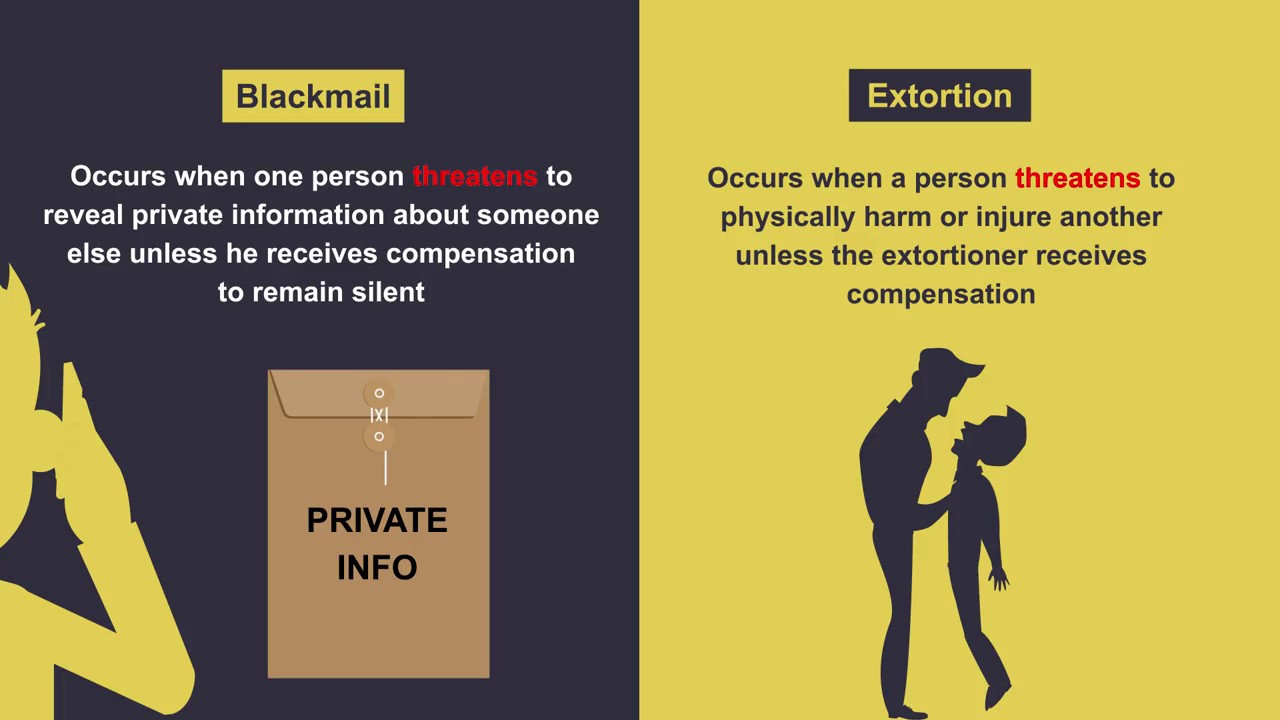 Blackmail
Occurs when one person threatens to
reveal private information about someone
else unless he receives compensation
to remain silent
PRIVATE
INFO
Extortion
Occurs when a person threatens to
physically harm or injure another
unless the extortioner receives
compensation